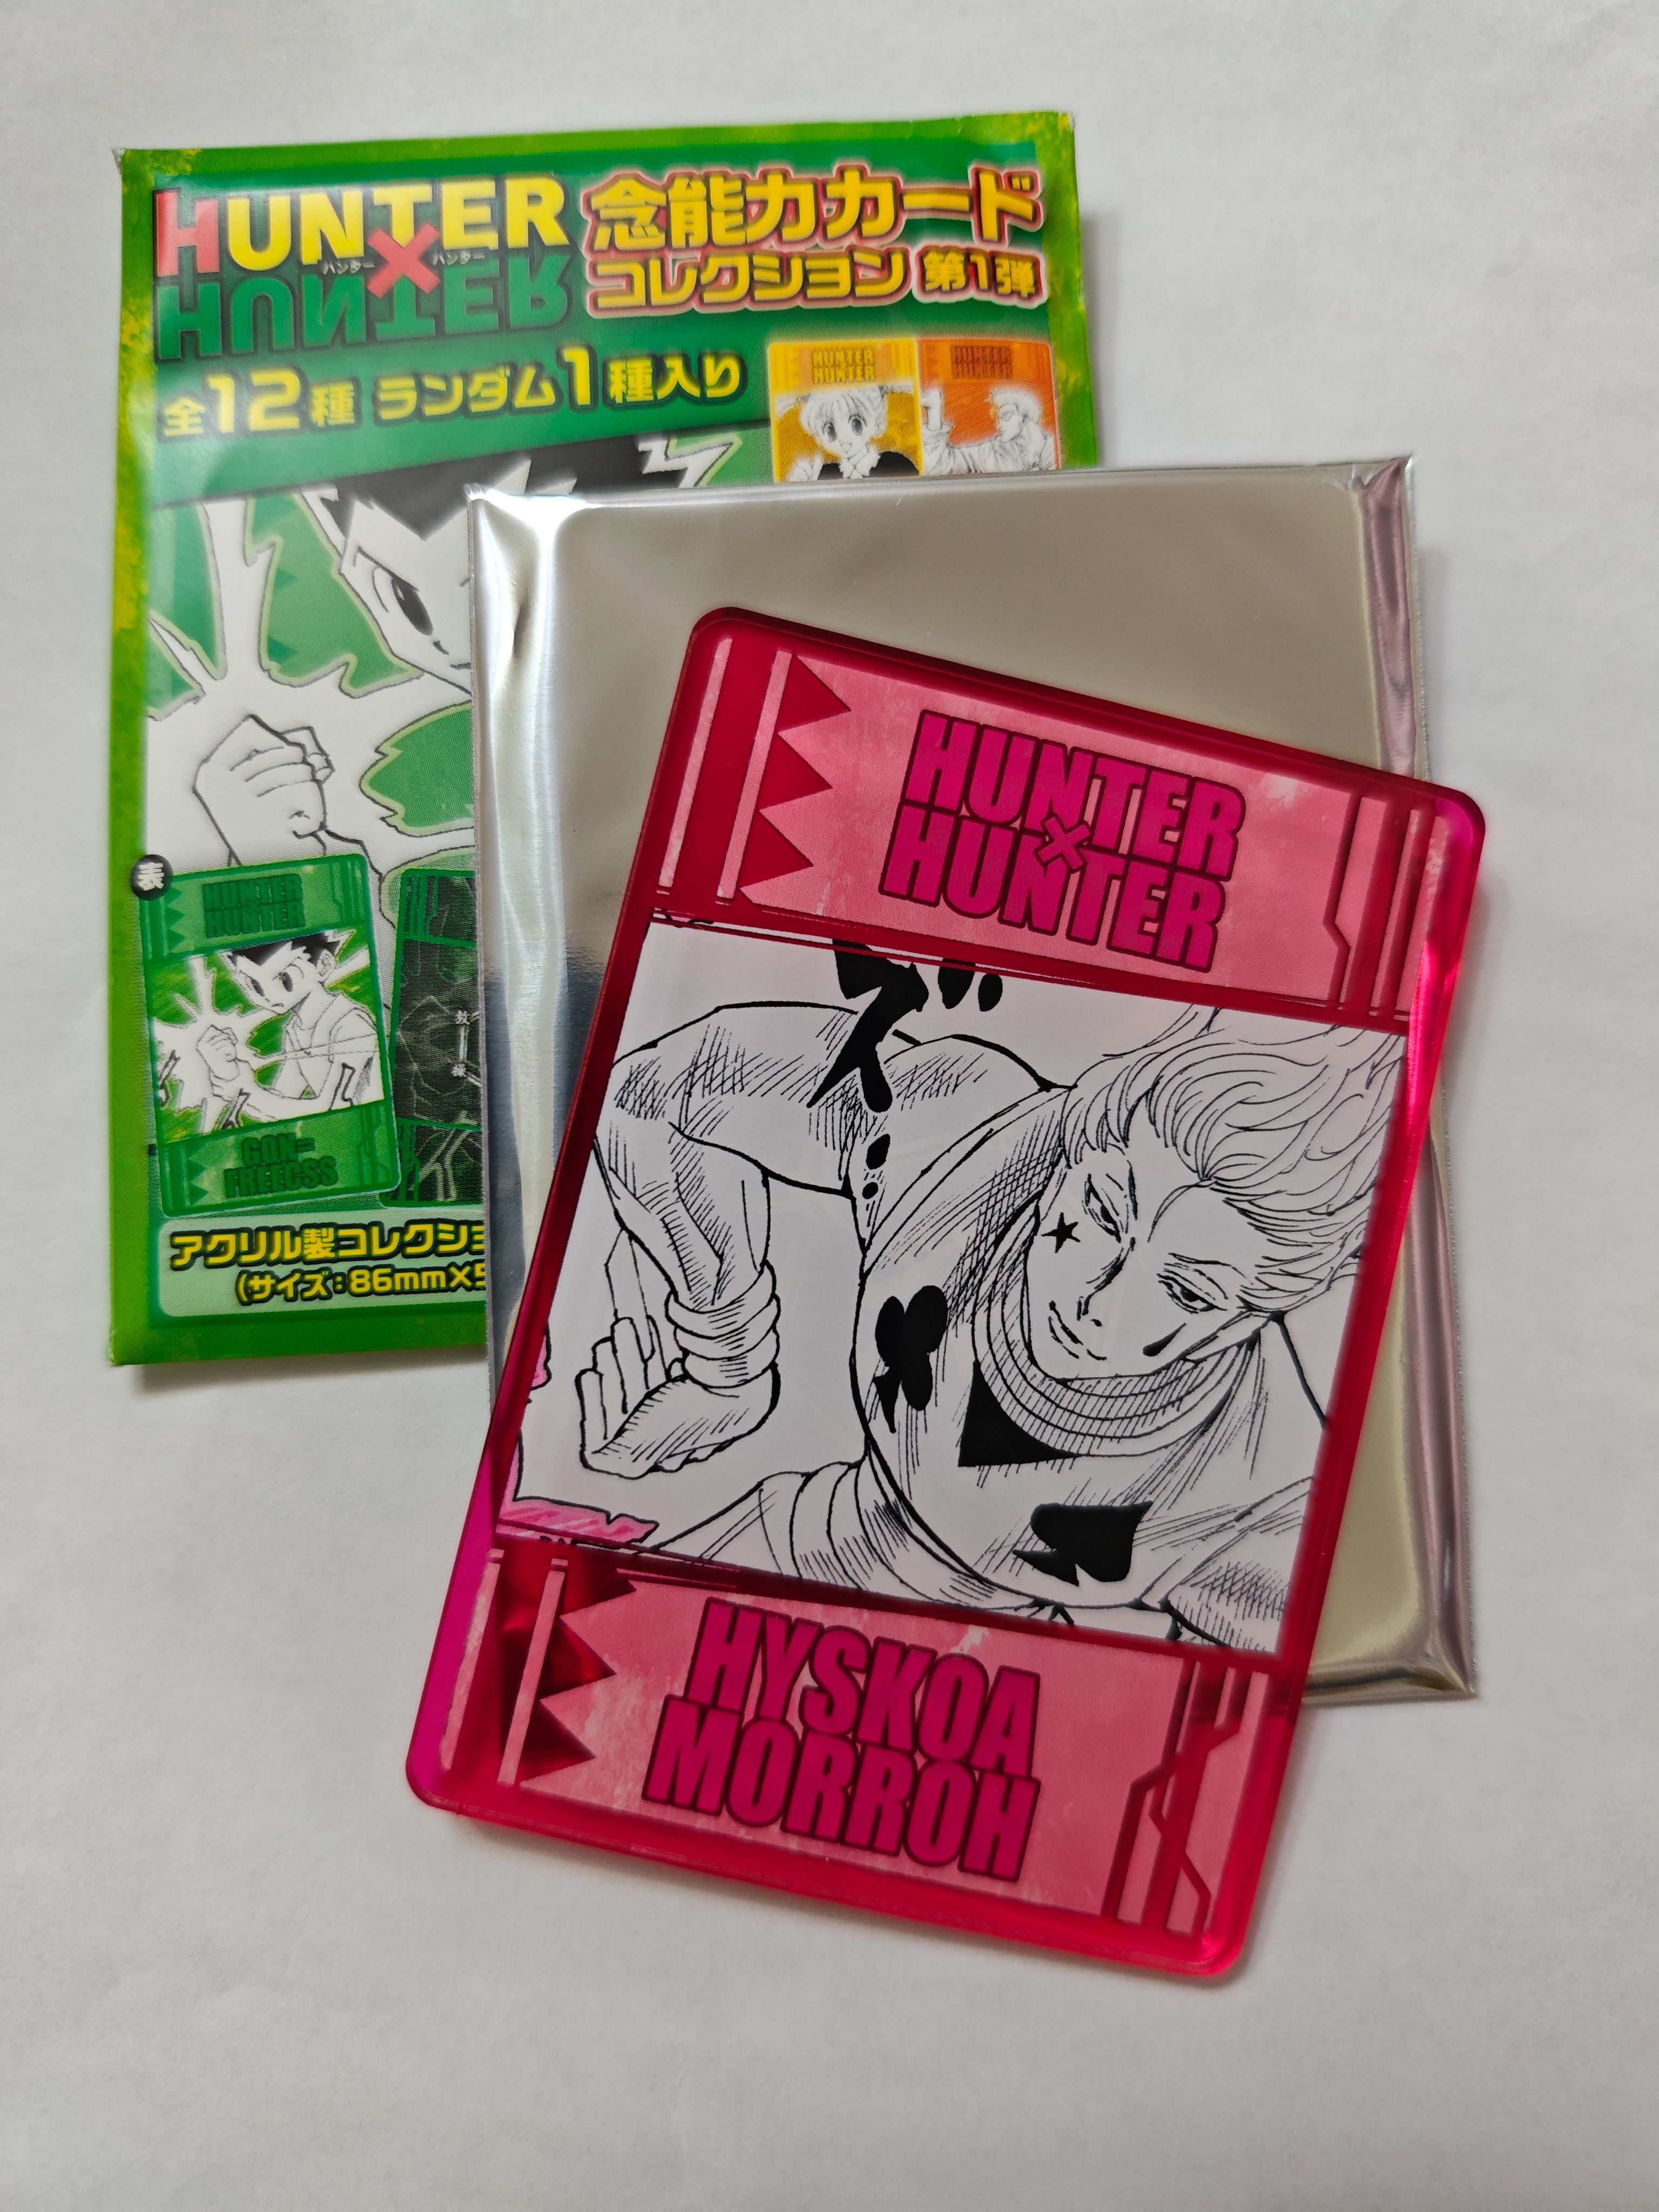 HUNTER
×
ハンター ハンター
HUNTER
念能力カード
コレクション 第1弾
全12種 ランダム1種入り
HUNTER
HUNTER
HUNTER
HUNTER
表
HUNTER
HUNTER
GON=
FREECSS
アクリル製コレクショ
(サイズ:86mm×5
HUNTER
×
HUNTER
ズ
HYSKOA
MORROH